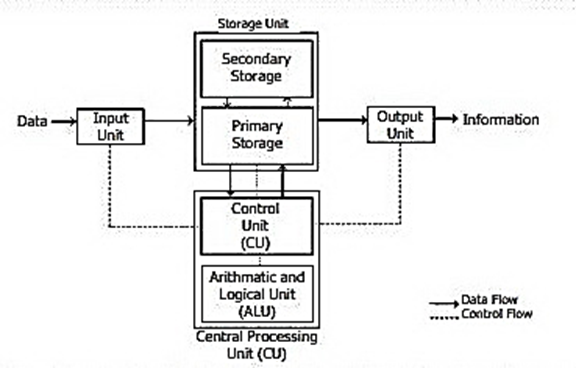 Storage Unit
Secondary
Storage
Data
Input
Unit
Primary
Storage
Output
Unit
Information
Control
Unit
(CU)
Arithmatic and
Logical Unit
(ALU)
Central Processing
Unit (CU)
Data Flow
Control Flow